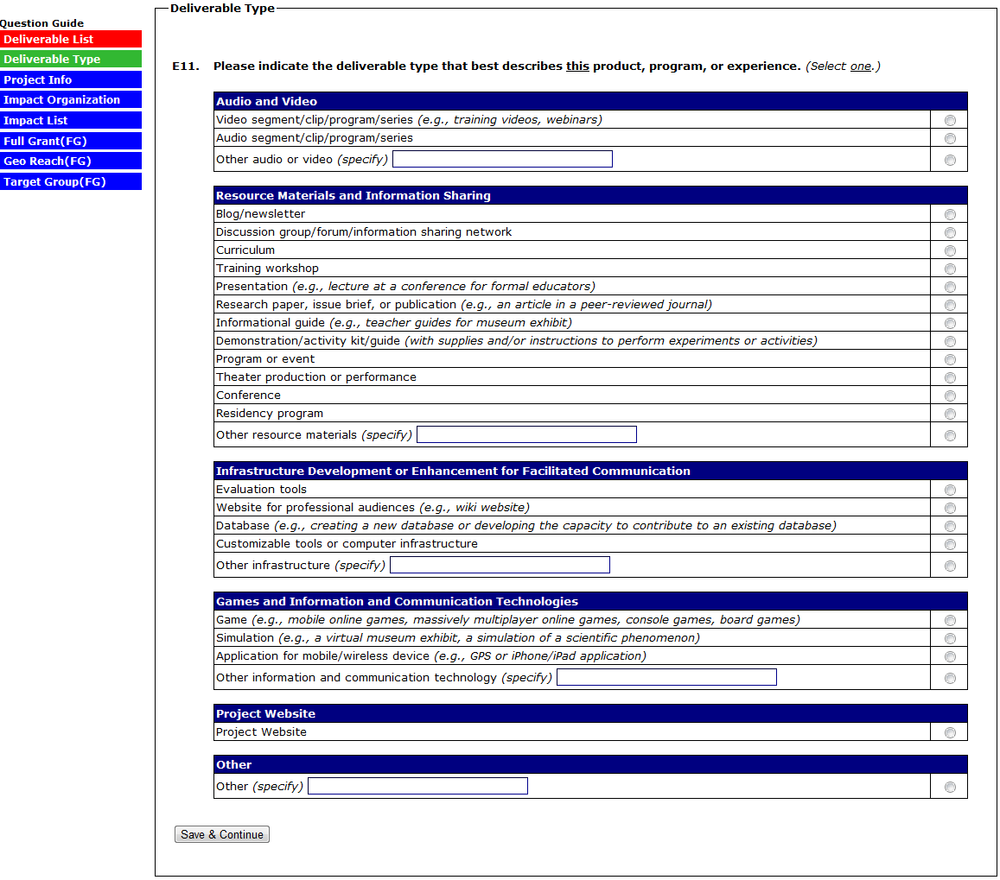 Question Guide
Deliverable List
Deliverable Type
Project Info
Impact Organization
Impact List
Full Grant(FG)
Geo Reach(FG)
Target Group(FG)
Deliverable Type
E11. Please indicate the deliverable type that best describes this product, program, or experience. (Select one.)
Audio and Video
Video segment/clip/program/series (e.g., training videos, webinars)
Audio segment/clip/program/series
Other audio or video (specify)
Resource Materials and Information Sharing
Blog/newsletter
Discussion group/forum/information sharing network
Curriculum
Training workshop
Presentation (e.g., lecture at a conference for formal educators)
Research paper, issue brief, or publication (e.g., an article in a peer-reviewed journal)
Informational guide (e.g., teacher guides for museum exhibit)
Demonstration/activity kit/guide (with supplies and/or instructions to perform experiments or activities)
Program or event
Theater production or performance
Conference
Residency program
Other resource materials (specify)
Infrastructure Development or Enhancement for Facilitated Communication
Evaluation tools
Website for professional audiences (e.g., wiki website)
Database (e.g., creating a new database or developing the capacity to contribute to an existing database)
Customizable tools or computer infrastructure
Other infrastructure (specify)
Games and Information and Communication Technologies
Game (e.g., mobile online games, massively multiplayer online games, console games, board games)
Simulation (e.g., a virtual museum exhibit, a simulation of a scientific phenomenon)
Application for mobile/wireless device (e.g., GPS or iPhone/iPad application)
Other information and communication technology (specify)
Project Website
Project Website
Other
Other (specify)
Save & Continue